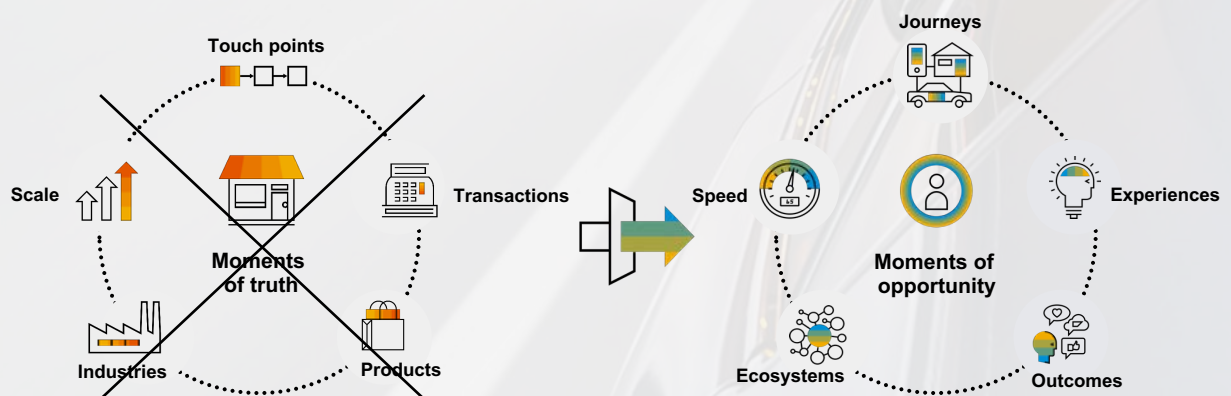 Touch points
Scale
Transactions
Moments
of truth
Industries
Products
Journeys
Speed
Experiences
Moments of
opportunity
Ecosystems
Outcomes